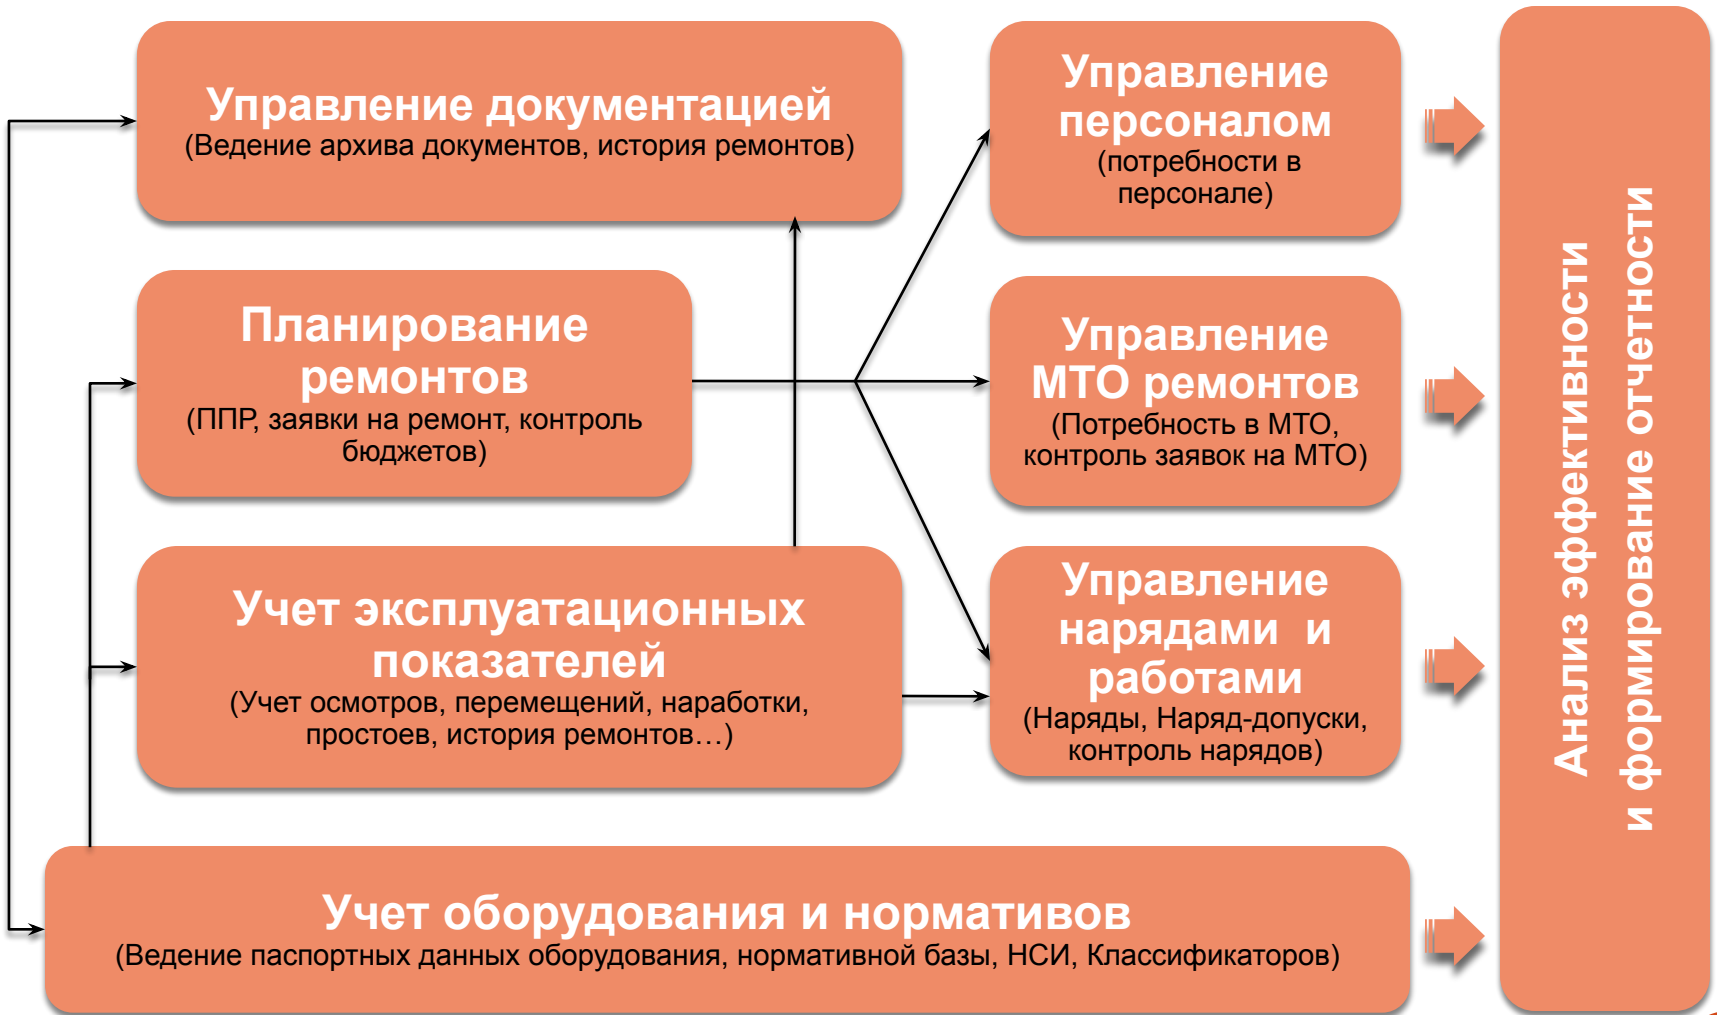 Управление документацией
(Ведение архива документов, история ремонтов)
Планирование
ремонтов
(ППР, заявки на ремонт, контроль
бюджетов)
Учет эксплуатационных
показателей
(Учет осмотров, перемещений, наработки,
простоев, история ремонтов…)
Управление
персоналом
(потребности в
персонале)
Управление
МТО ремонтов
(Потребность в МТО,
контроль заявок на МТО)
Управление
нарядами  и
работами
(Наряды, Наряд-допуски,
контроль нарядов)
Учет оборудования и нормативов
(Ведение паспортных данных оборудования, нормативной базы, НСИ, Классификаторов)
Анализ эффективности
и формирование отчетности